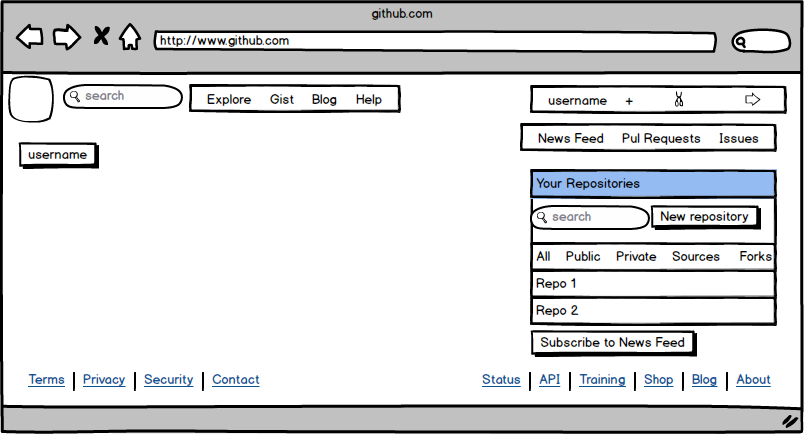 github.com
http://www.github.com
search
Explore Gist Blog Help
username +
News Feed Pul Requests Issues
username
Your Repositories
search
New repository
All Public Private Sources Forks
Repo 1
Repo 2
Subscribe to News Feed
Terms Privacy Security Contact
Status API Training Shop Blog About